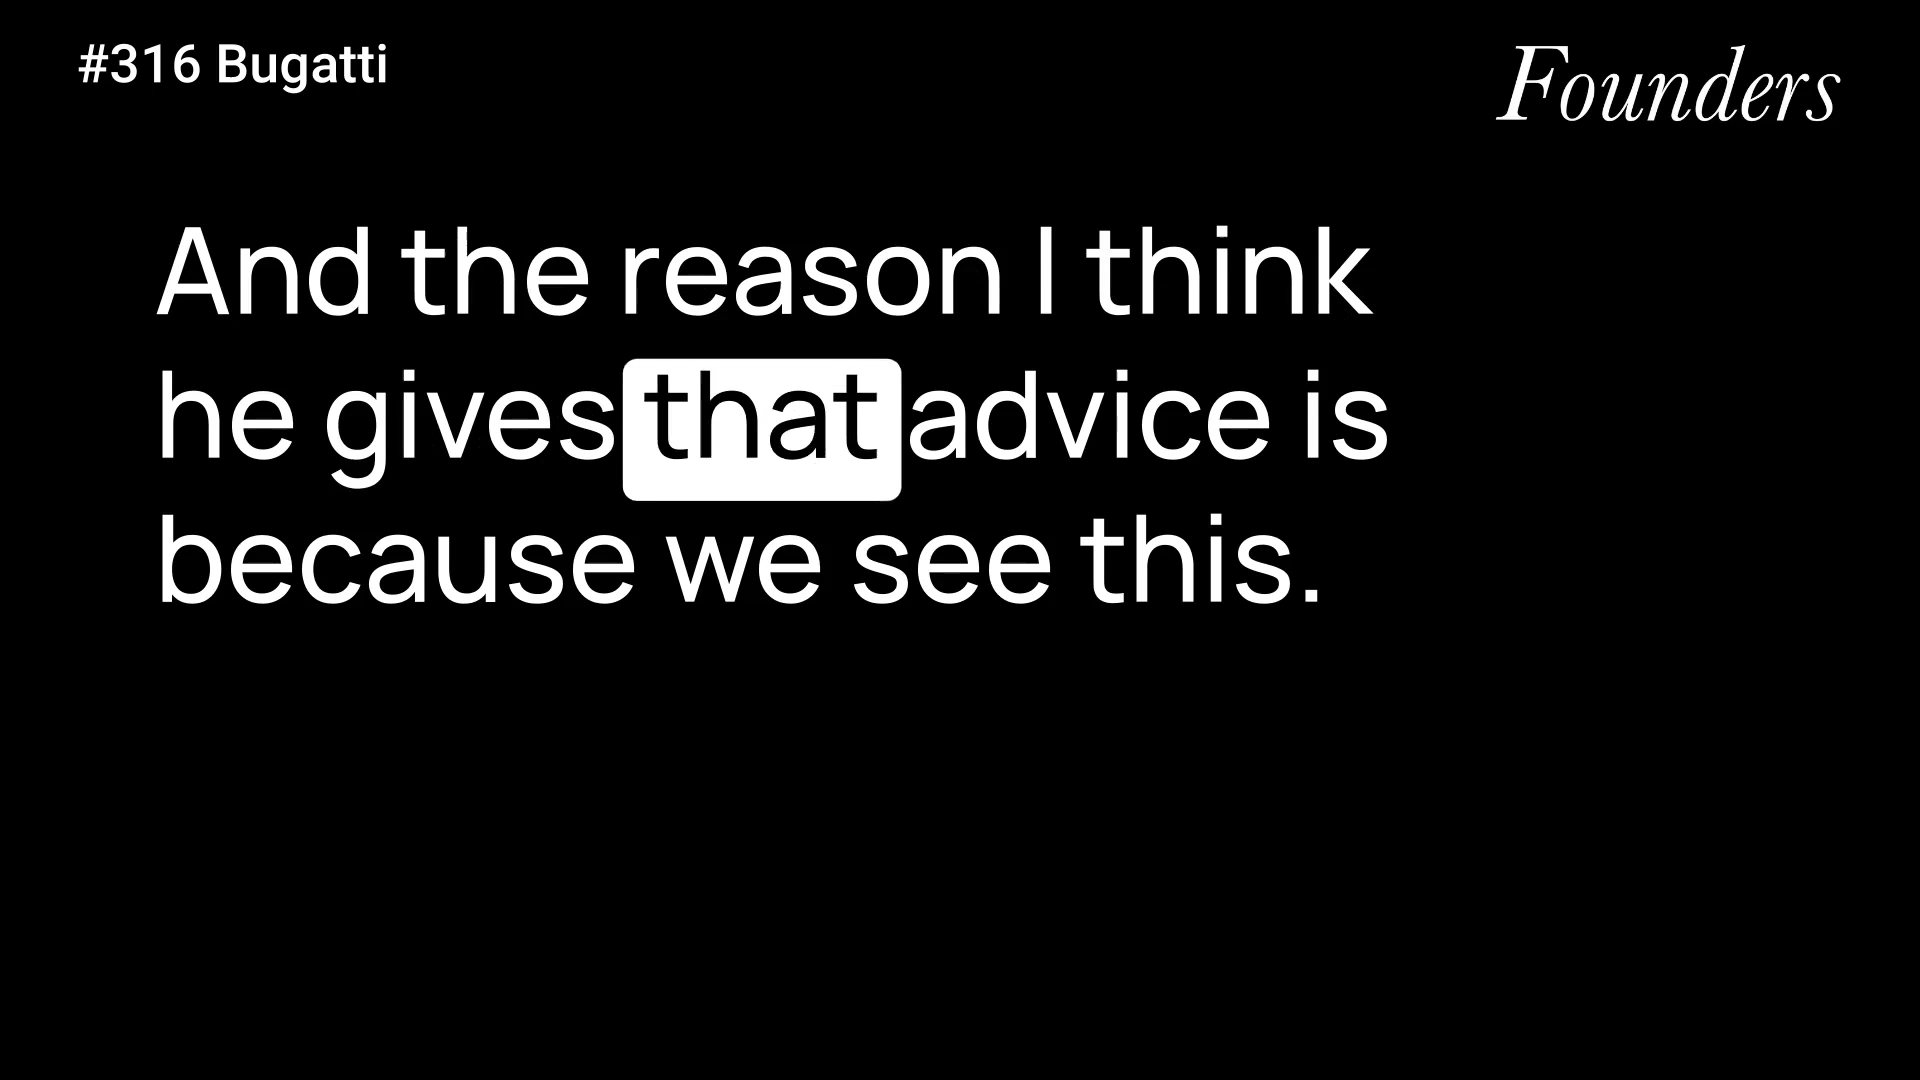 #316 Bugatti
Founders
And the reason I think
he gives that advice is
because we see this.